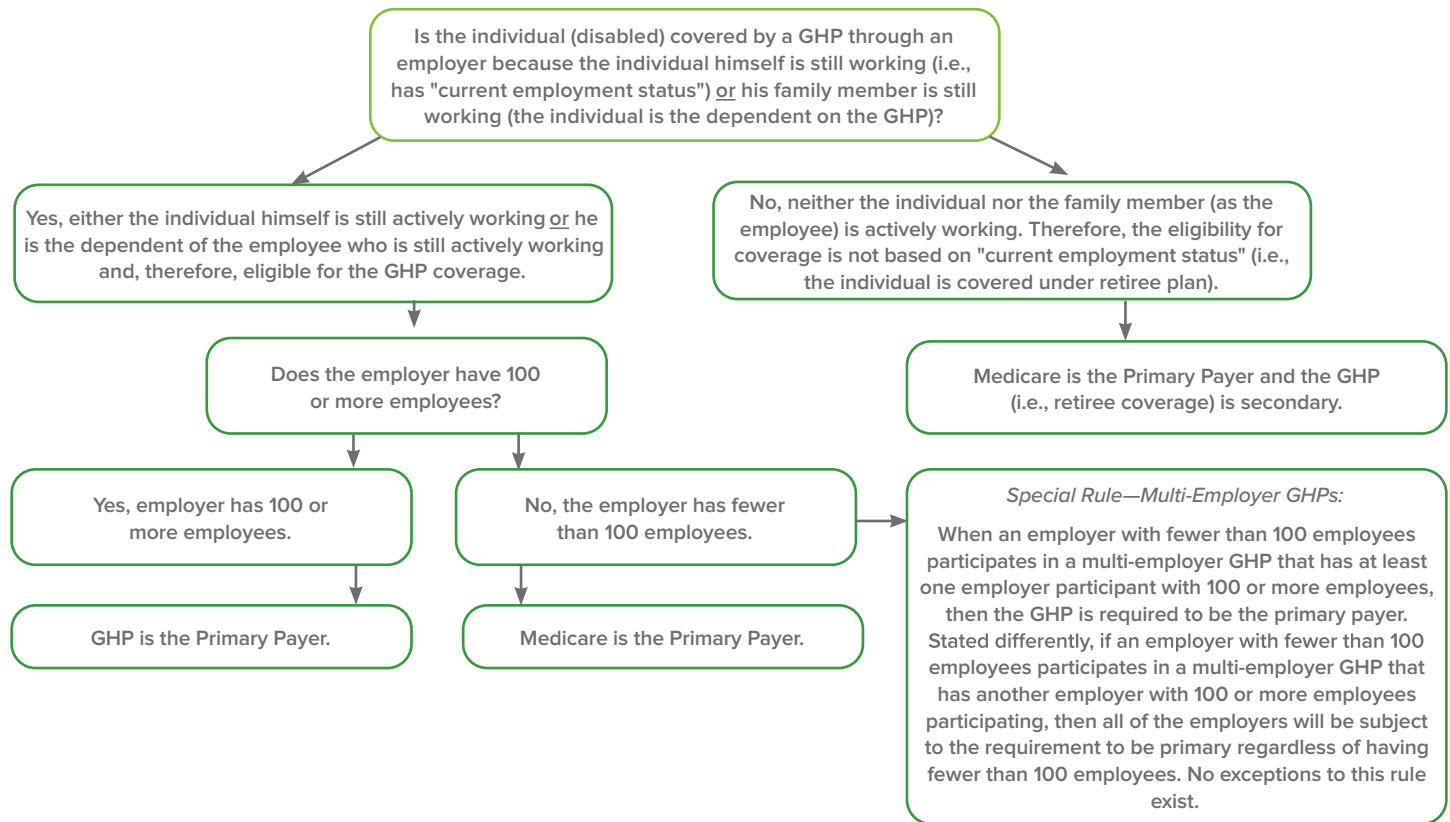 Is the individual (disabled) covered by a GHP through an
employer because the individual himself is still working (i.e.,
has "current employment status") or his family member is still
working (the individual is the dependent on the GHP)?
Yes, either the individual himself is still actively working or he
is the dependent of the employee who is still actively working
and, therefore, eligible for the GHP coverage.
No, neither the individual nor the family member (as the
employee) is actively working. Therefore, the eligibility for
coverage is not based on "current employment status" (i.e.,
the individual is covered under retiree plan).
Does the employer have 100
or more employees?
Medicare is the Primary Payer and the GHP
(i.e., retiree coverage) is secondary.
Yes, employer has 100 or
more employees.
No, the employer has fewer
than 100 employees.
GHP is the Primary Payer.
Medicare is the Primary Payer.
Special Rule—Multi-Employer GHPs:
When an employer with fewer than 100 employees
participates in a multi-employer GHP that has at least
one employer participant with 100 or more employees,
then the GHP is required to be the primary payer.
Stated differently, if an employer with fewer than 100
employees participates in a multi-employer GHP that
has another employer with 100 or more employees
participating, then all of the employers will be subject
to the requirement to be primary regardless of having
fewer than 100 employees. No exceptions to this rule
exist.